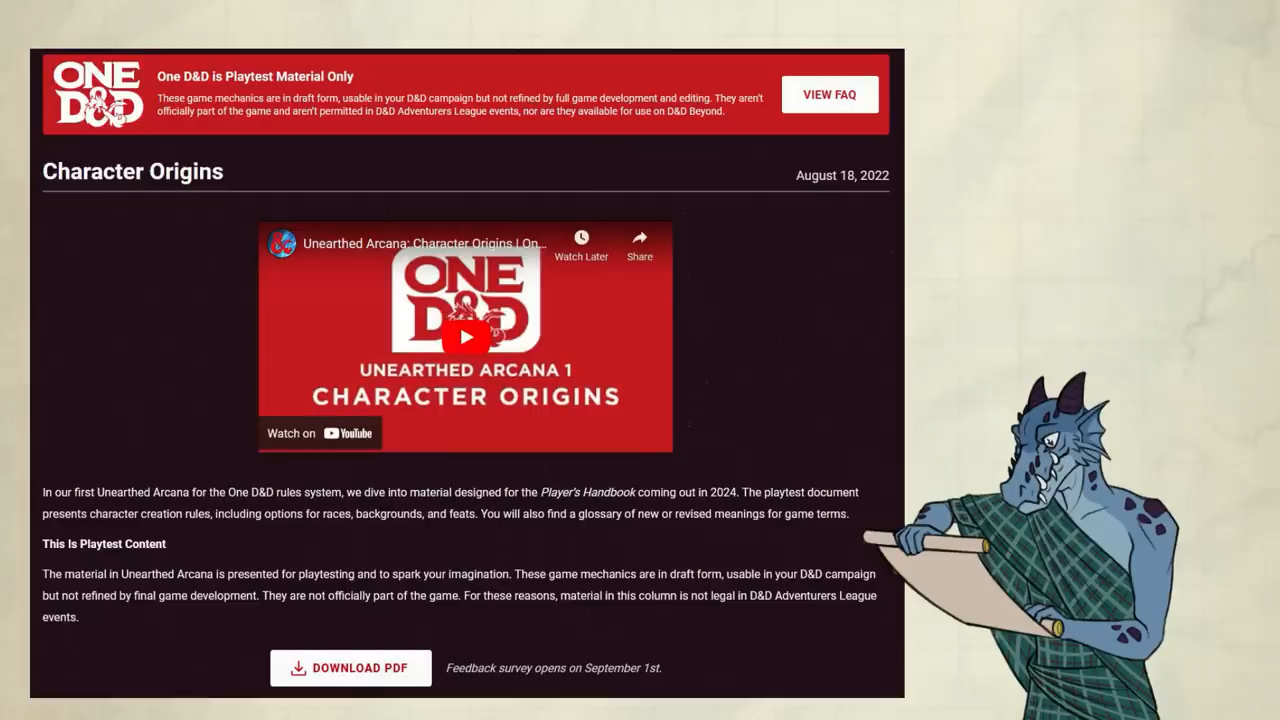 ONE
D&D
One D&D is Playtest Material Only
These game mechanics are in draft form, usable in your D&D campaign but not refined by full game development and editing. They aren't
officially part of the game and aren't permitted in D&D Adventurers League events, nor are they available for use on D&D Beyond.
VIEW FAQ
Character Origins
August 18, 2022
Unearthed Arcana: Character Origins | On...
Watch Later
Share
ONE
D&D
UNEARTHED ARCANA 1
CHARACTER ORIGINS
Watch on YouTube
In our first Unearthed Arcana for the One D&D rules system, we dive into material designed for the Player's Handbook coming out in 2024. The playtest document
presents character creation rules, including options for races, backgrounds, and feats. You will also find a glossary of new or revised meanings for game terms.
This Is Playtest Content
The material in Unearthed Arcana is presented for playtesting and to spark your imagination. These game mechanics are in draft form, usable in your D&D campaign
but not refined by final game development. They are not officially part of the game. For these reasons, material in this column is not legal in D&D Adventurers League
events.
DOWNLOAD PDF
Feedback survey opens on September 1st.